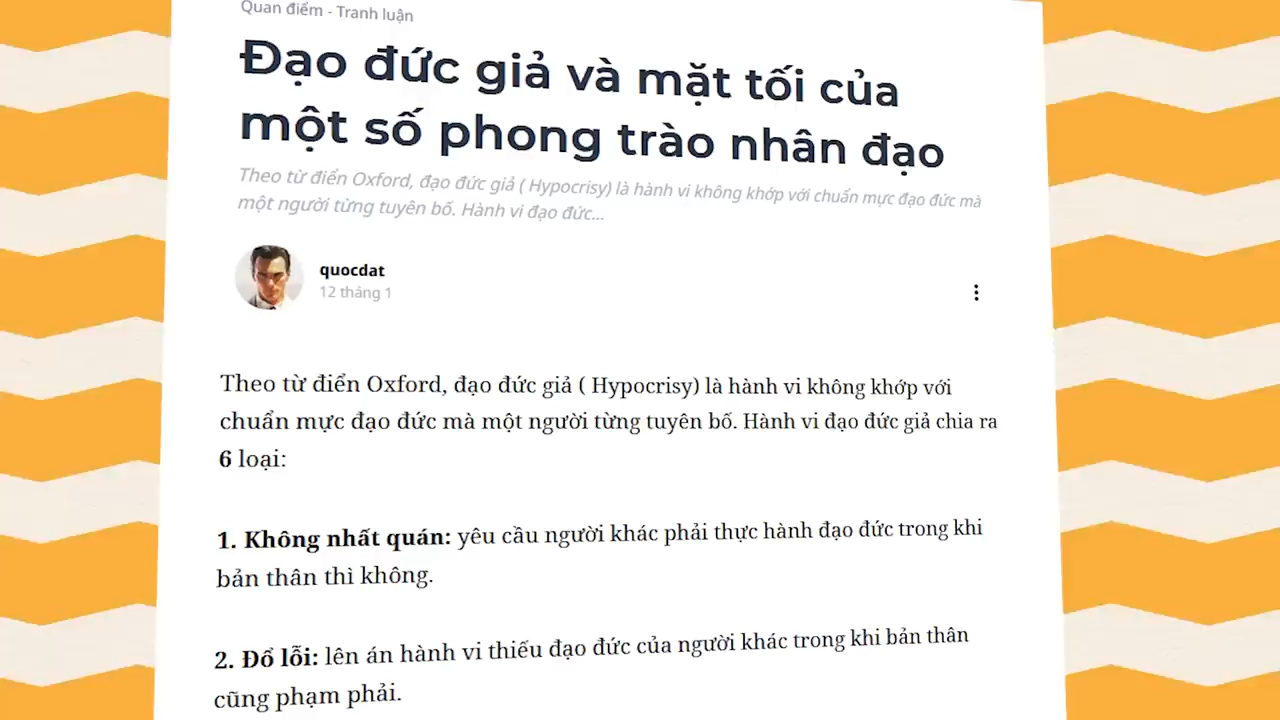 Quan điểm - Tranh luận
Đạo đức giả và mặt tối của
một số phong trào nhân đạo
Theo từ điển Oxford, đạo đức giả ( Hypocrisy) là hành vi không khớp với chuẩn mực đạo đức mà
một người từng tuyên bố. Hành vi đạo đức...
quocdat
12 tháng 1
Theo từ điển Oxford, đạo đức giả ( Hypocrisy) là hành vi không khớp với
chuẩn mực đạo đức mà một người từng tuyên bố. Hành vi đạo đức giả chia ra
6 loại:
1. Không nhất quán: yêu cầu người khác phải thực hành đạo đức trong khi
bản thân thì không.
2. Đổ lỗi: lên án hành vi thiếu đạo đức của người khác trong khi bản thân
cũng phạm phải.